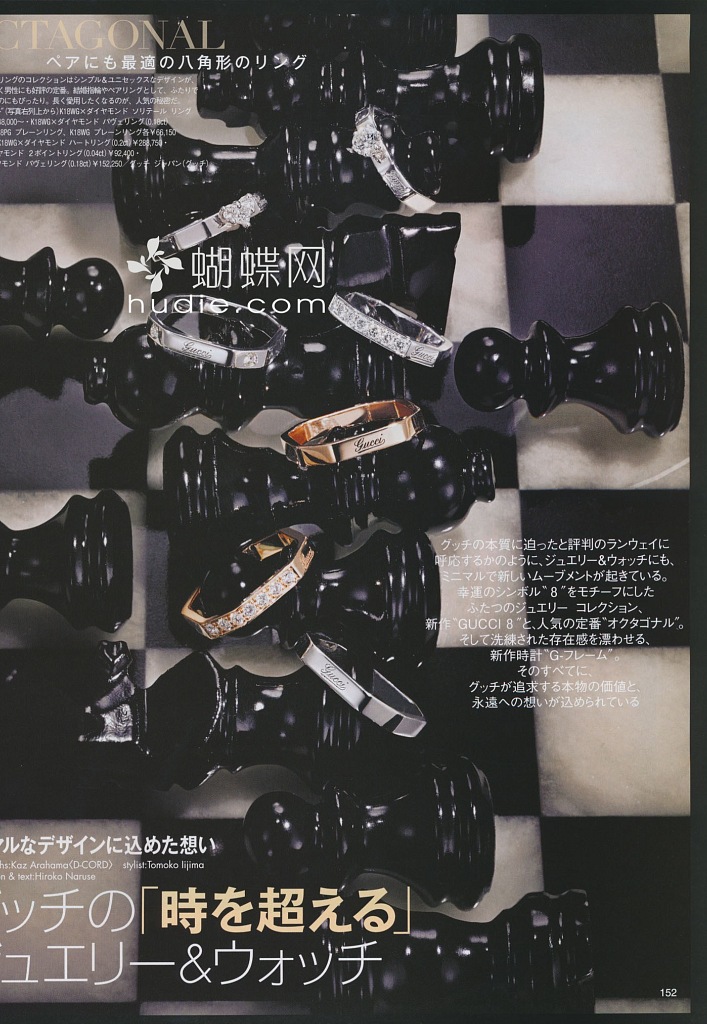 CTAGONAL
ペアにも最適の八角形のリング
リングのコレクションはシンプル&ユニセックスなデザインが、
く男性にも好評の定番。結婚指輪やペアリングとして、ふたりで
のにもぴったり。長く愛用したくなるのが、人気の秘密だ。
(写真右列上から)K18WG×ダイヤモンド ソリテール リング
8,000〜・K18WG×ダイヤモンド パヴェリング(0.18ct)
8PG プレーンリング、K18WG プレーンリング各¥66,150
K18WG×ダイヤモンド ハートリング(0.2ct)¥288,750・
ヤモンド 2ポイントリング(0.04ct)¥92,400・
モンド パヴェリング(0.18ct)¥152,250/グッチ ジャパン(グッチ)
蝴蝶网
hudie.com
Gucci
Gucci
Gucci
Gucci
グッチの本質に迫ったと評判のランウェイに
呼応するかのように、ジュエリー&ウォッチにも、
ミニマルで新しいムーブメントが起きている。
幸運のシンボル“8”をモチーフにした
ふたつのジュエリー コレクション、
新作“GUCCI 8”と、人気の定番“オクタゴナル”。
そして洗練された存在感を漂わせる、
新作時計“G-フレーム”。
そのすべてに、
グッチが追求する本物の価値と、
永遠への想いが込められている
マルなデザインに込めた想い
hs:Kaz Arahama〈D-CORD〉 stylist:Tomoko Iijima
n & text:Hiroko Naruse
ッチの「時を超える」
ジュエリー&ウォッチ
152